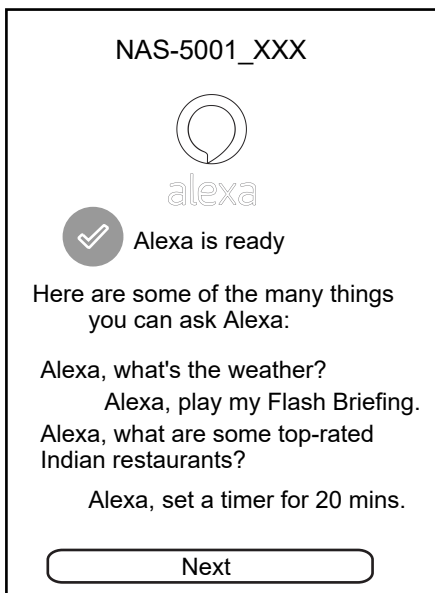 NAS-5001_XXX
alexa
Alexa is ready
Here are some of the many things
you can ask Alexa:
Alexa, what's the weather?
Alexa, play my Flash Briefing.
Alexa, what are some top-rated
Indian restaurants?
Alexa, set a timer for 20 mins.
Next